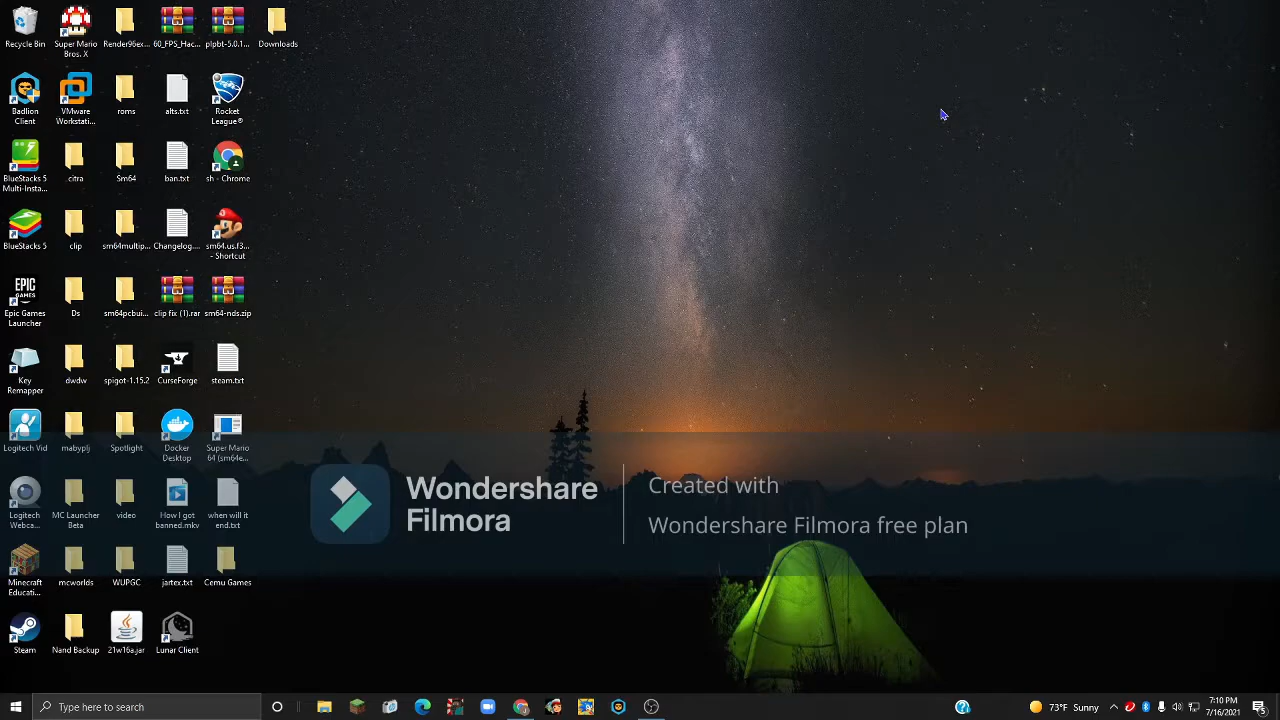 Recycle Bin
Super Mario
Bros. X
Render96ex...
60_FPS_Hac...
plpbt-5.0.1...
Downloads
Badlion
Client
VMware
Workstati...
roms
alts.txt
Rocket
League®
BlueStacks 5
Multi-Insta...
citra
Sm64
ban.txt
sh - Chrome
BlueStacks 5
clip
sm64multip...
Changelog....
sm64.us.f3...
- Shortcut
EPIC
GAMES
Epic Games
Launcher
Ds
sm64pcbui...
clip fix (1).rar
sm64-nds.zip
Key
Remapper
dwdw
spigot-1.15.2
CurseForge
steam.txt
Logitech Vid
mabyplj
Spotlight
Docker
Desktop
Super Mario
64 (sm64e...
Logitech
Webca...
MC Launcher
Beta
video
How I got
banned.mkv
when will it
end.txt
Wondershare
Filmora
Created with
Wondershare Filmora free plan
Minecraft
Educati...
mcworlds
WUPGC
jartex.txt
Cemu Games
Steam
Nand Backup
21w16a.jar
Lunar Client
Type here to search
73°F Sunny
7:10 PM
7/16/2021